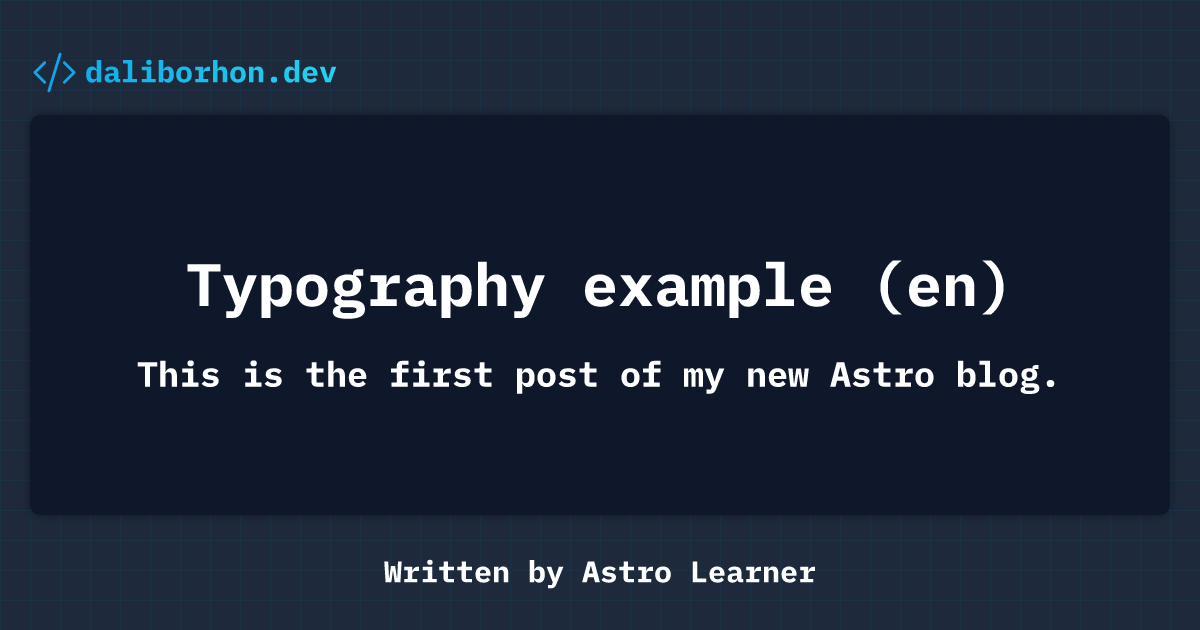 </> daliborhon.dev
Typography example (en)
This is the first post of my new Astro blog.
Written by Astro Learner